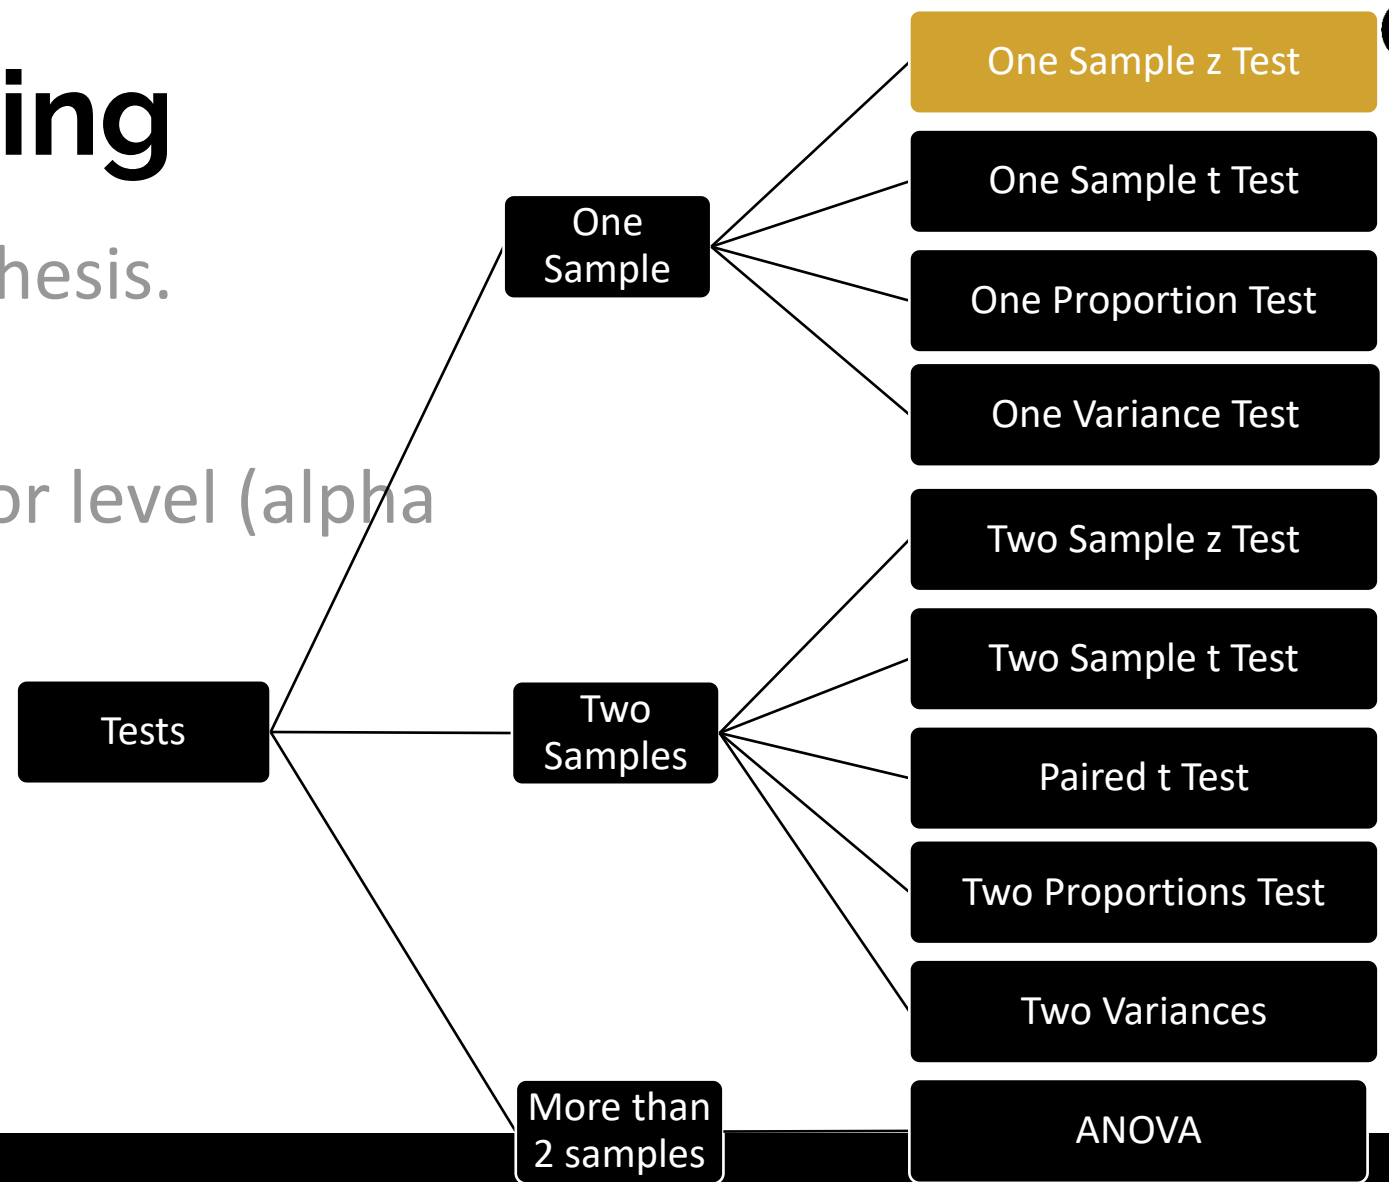 ing
hesis.
or level (alpha
Tests
One
Sample
Two
Samples
More than
2 samples
One Sample z Test
One Sample t Test
One Proportion Test
One Variance Test
Two Sample z Test
Two Sample t Test
Paired t Test
Two Proportions Test
Two Variances
ANOVA